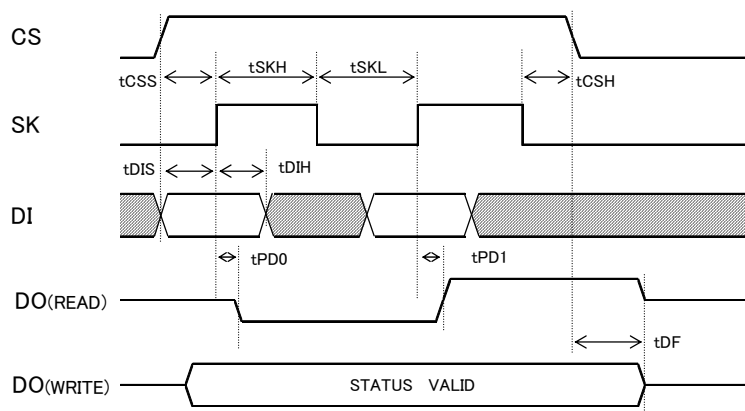 CS
tCSS
tSKH
tSKL
tCSH
SK
tDIS
tDIH
DI
tPD0
tPD1
DO(READ)
tDF
DO(WRITE)
STATUS VALID